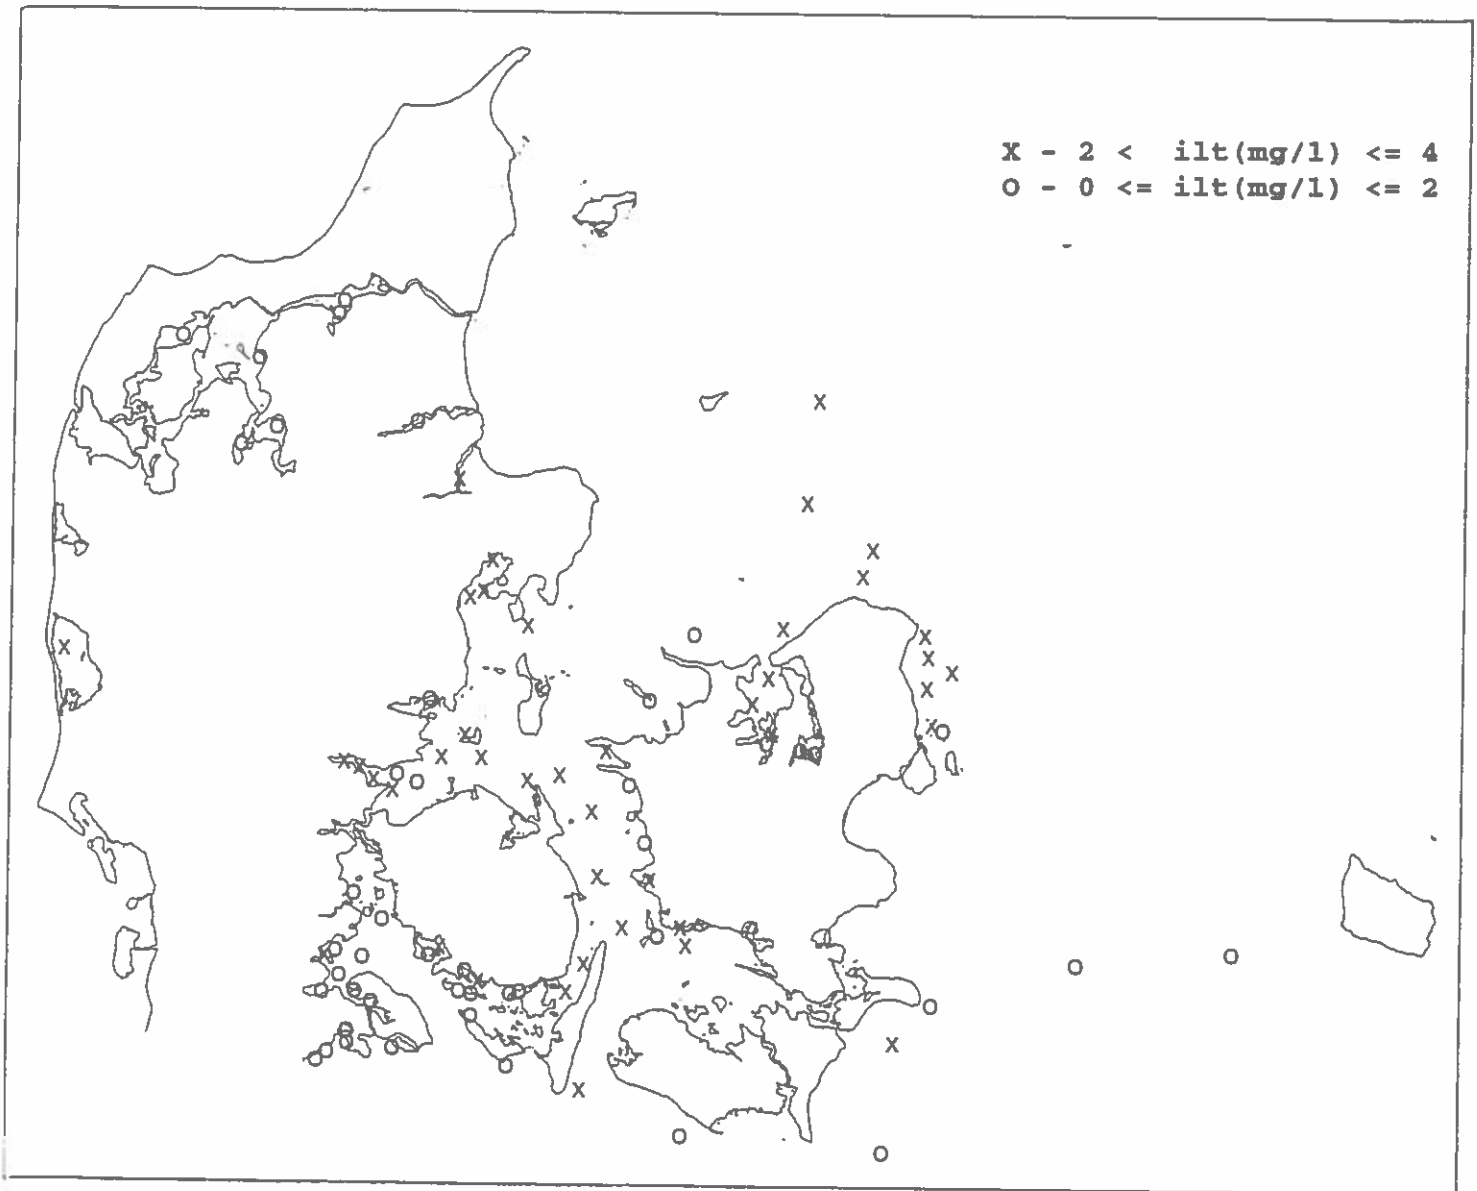 X - 2 <  ilt(mg/l) <= 4
O - 0 <= ilt(mg/l) <= 2